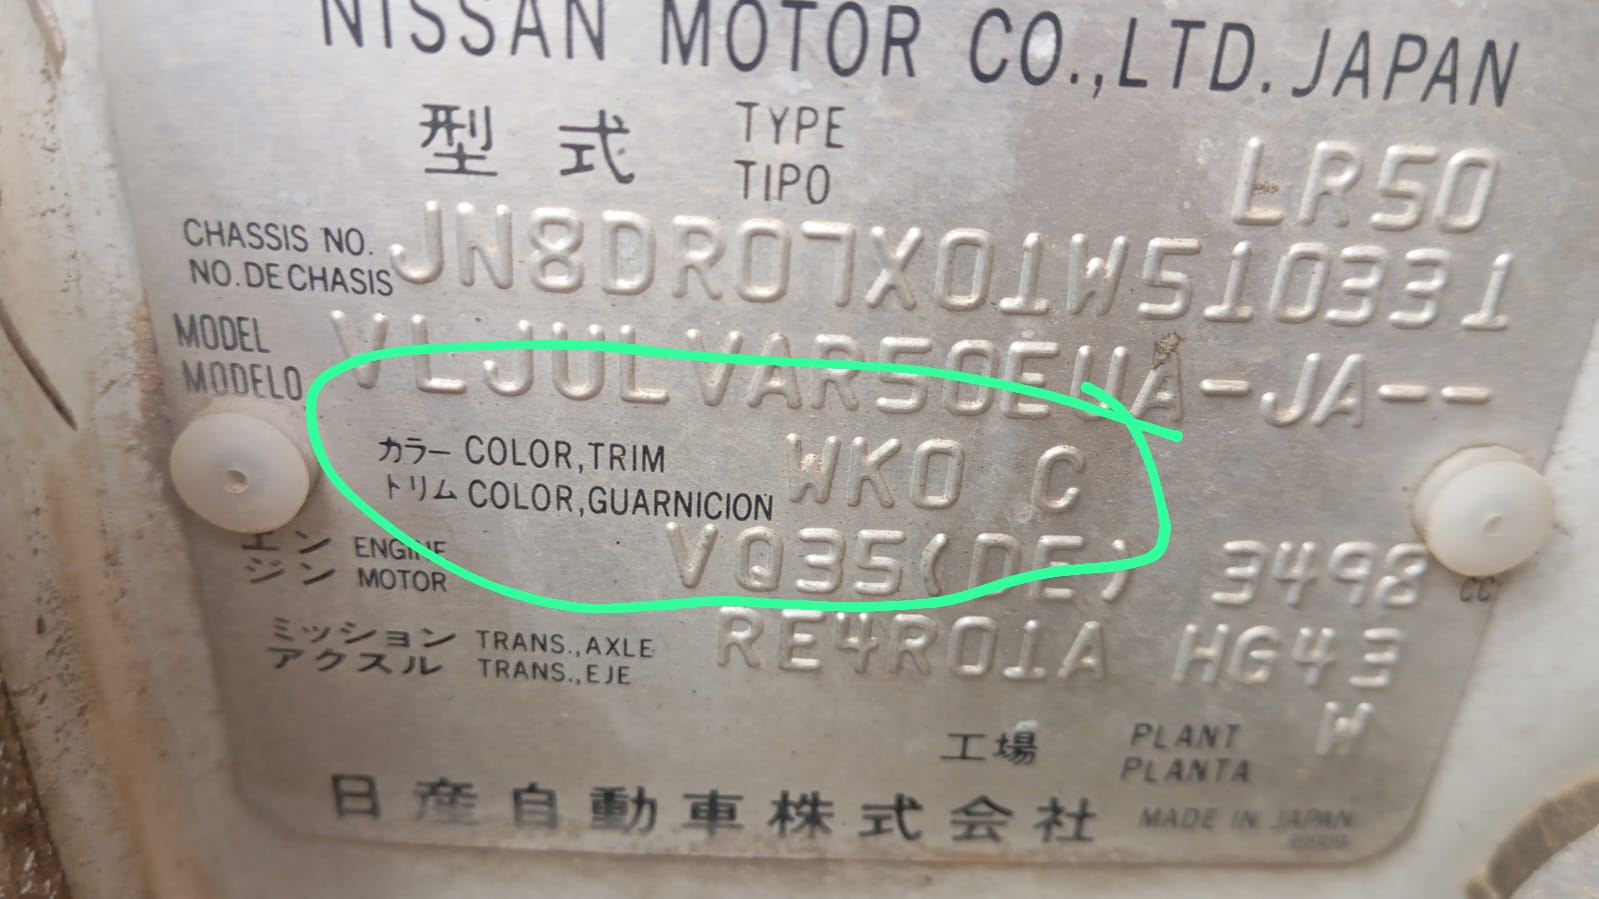 NISSAN MOTOR CO.,LTD. JAPAN
型式 TYPE
TIPO LR50
CHASSIS NO.
NO. DE CHASIS JN8DR07X01W510331
MODEL
MODELO VLJULVAR50EUA-JA--
カラー COLOR,TRIM
トリム COLOR,GUARNICION WK0 C
エン ENGINE
ジン MOTOR VQ35(DE) 3498 CC
ミッション TRANS.,AXLE
アクスル TRANS.,EJE RE4R01A HG43
工場 PLANT
PLANTA W
日産自動車株式会社 MADE IN JAPAN